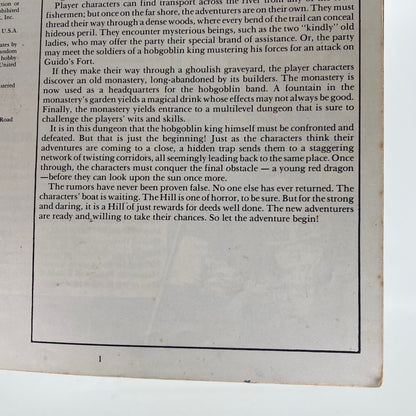 Player characters can find transport across the river from any of
fishermen; but once on the far shore, the adventurers are on their own. They must
thread their way through a dense woods, where every bend of the trail can conceal
hideous peril. They encounter mysterious beings, such as the two "kindly" old
ladies, who may offer the party their special brand of assistance. Or, the party
may meet the soldiers of a hobgoblin king mustering his forces for an attack on
Guido's Fort.
If they make their way through a ghoulish graveyard, the player characters
discover an old monastery, long-abandoned by its builders. The monastery is
now used as a headquarters for the hobgoblin band. A fountain in the
monastery's garden yields a magical drink whose effects may not always be good.
Finally, the monastery yields entrance to a multilevel dungeon that is sure to
challenge the players' wits and skills.
It is in this dungeon that the hobgoblin king himself must be confronted and
defeated. But that is just the beginning! Just as the characters think their
adventures are coming to a close, a hidden trap sends them to a staggering
network of twisting corridors, all seemingly leading back to the same place. Once
through, the characters must conquer the final obstacle — a young red dragon
—before they can look upon the sun once more.
The rumors have never been proven false. No one else has ever returned. The
characters' boat is waiting. The Hill is one of horror, to be sure. But for the strong
and daring, it is a Hill of just rewards for deeds well done. The new adventurers
are ready and willing to take their chances. So let the adventure begin!
1
tion or
, Inc.
U.S.A.
ates by
andom
hobby
United
Road